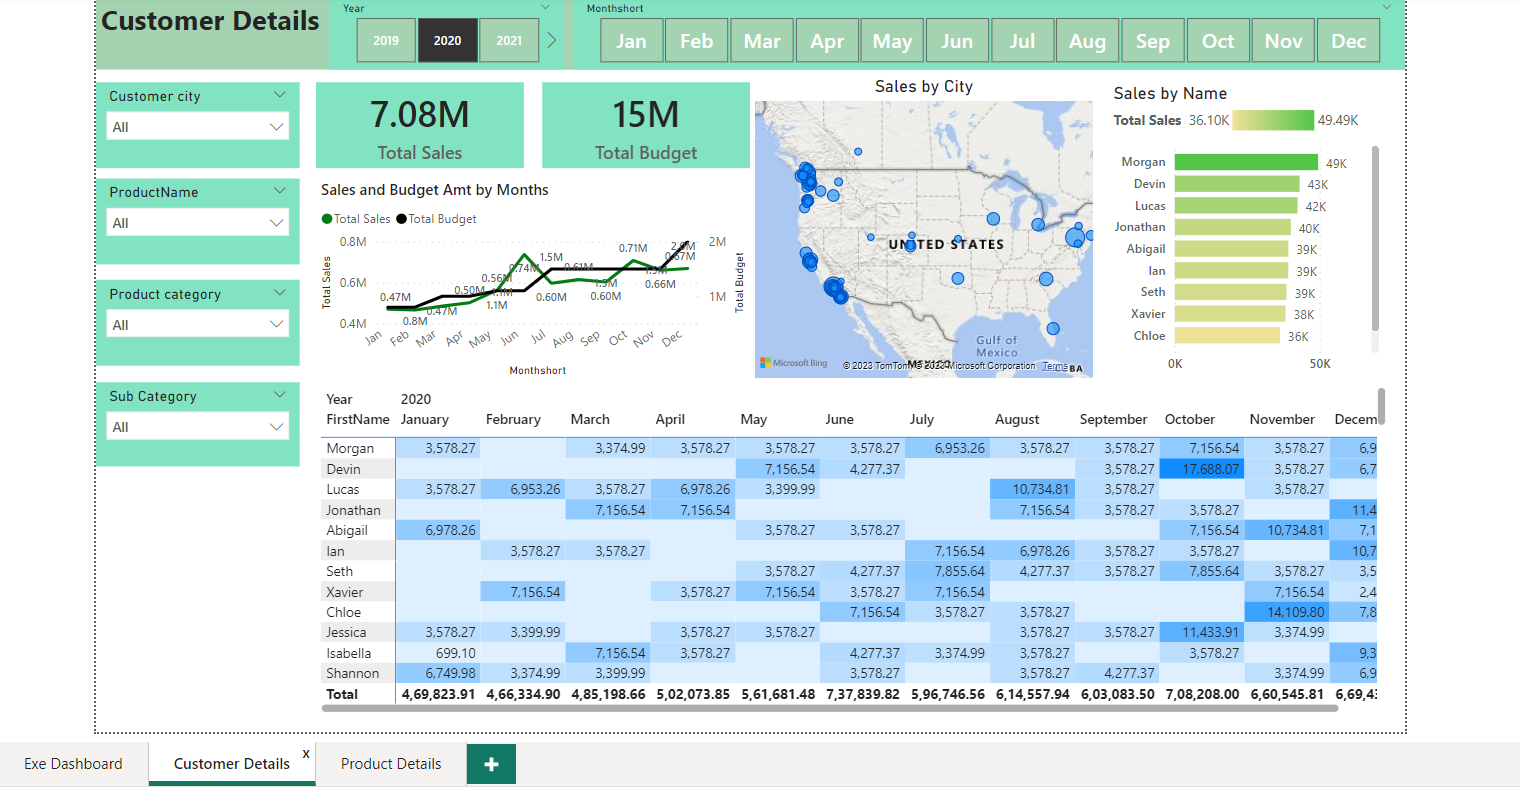 Customer Details
Year
2019 2020 2021
Monthshort
Jan Feb Mar Apr May Jun Jul Aug Sep Oct Nov Dec
Customer city
All
ProductName
All
Product category
All
Sub Category
All
7.08M
Total Sales
15M
Total Budget
Sales and Budget Amt by Months
Total Sales Total Budget
0.8M
0.6M
0.4M
Total Sales
2M
1M
Total Budget
0.47M
0.8M
0.47M
0.50M
0.56M
1.1M
1.1M
0.74M
1.5M
0.60M
0.61M
0.60M
0.71M
0.66M
2.0M
0.67M
Jan Feb Mar Apr May Jun Jul Aug Sep Oct Nov Dec
Monthshort
Sales by City
UNITED STATES
Gulf of
Mexico
Microsoft Bing
© 2023 TomTom, © 2023 Microsoft Corporation Terms
Sales by Name
Total Sales 36.10K 49.49K
Morgan 49K
Devin 43K
Lucas 42K
Jonathan 40K
Abigail 39K
Ian 39K
Seth 39K
Xavier 38K
Chloe 36K
0K 50K
Year 2020
FirstName January February March April May June July August September October November Decem
Morgan 3,578.27 3,374.99 3,578.27 3,578.27 3,578.27 6,953.26 3,578.27 3,578.27 7,156.54 3,578.27 6,9
Devin 7,156.54 4,277.37 3,578.27 17,688.07 3,578.27 6,7
Lucas 3,578.27 6,953.26 3,578.27 6,978.26 3,399.99 10,734.81 3,578.27 3,578.27
Jonathan 7,156.54 7,156.54 7,156.54 3,578.27 3,578.27 11,4
Abigail 6,978.26 3,578.27 3,578.27 7,156.54 10,734.81 7,1
Ian 3,578.27 3,578.27 7,156.54 6,978.26 3,578.27 3,578.27 10,7
Seth 3,578.27 4,277.37 7,855.64 4,277.37 3,578.27 7,855.64 3,578.27 3,5
Xavier 7,156.54 3,578.27 7,156.54 3,578.27 7,156.54 7,156.54 2,4
Chloe 7,156.54 3,578.27 3,578.27 14,109.80 7,8
Jessica 3,578.27 3,399.99 3,578.27 3,578.27 3,578.27 3,578.27 11,433.91 3,374.99
Isabella 699.10 7,156.54 3,578.27 4,277.37 3,374.99 3,578.27 3,578.27 9,3
Shannon 6,749.98 3,374.99 3,399.99 3,578.27 3,578.27 4,277.37 3,374.99 6,9
Total 4,69,823.91 4,66,334.90 4,85,198.66 5,02,073.85 5,61,681.48 7,37,839.82 5,96,746.56 6,14,557.94 6,03,083.50 7,08,208.00 6,60,545.81 6,69,4
Exe Dashboard
Customer Details x
Product Details
+